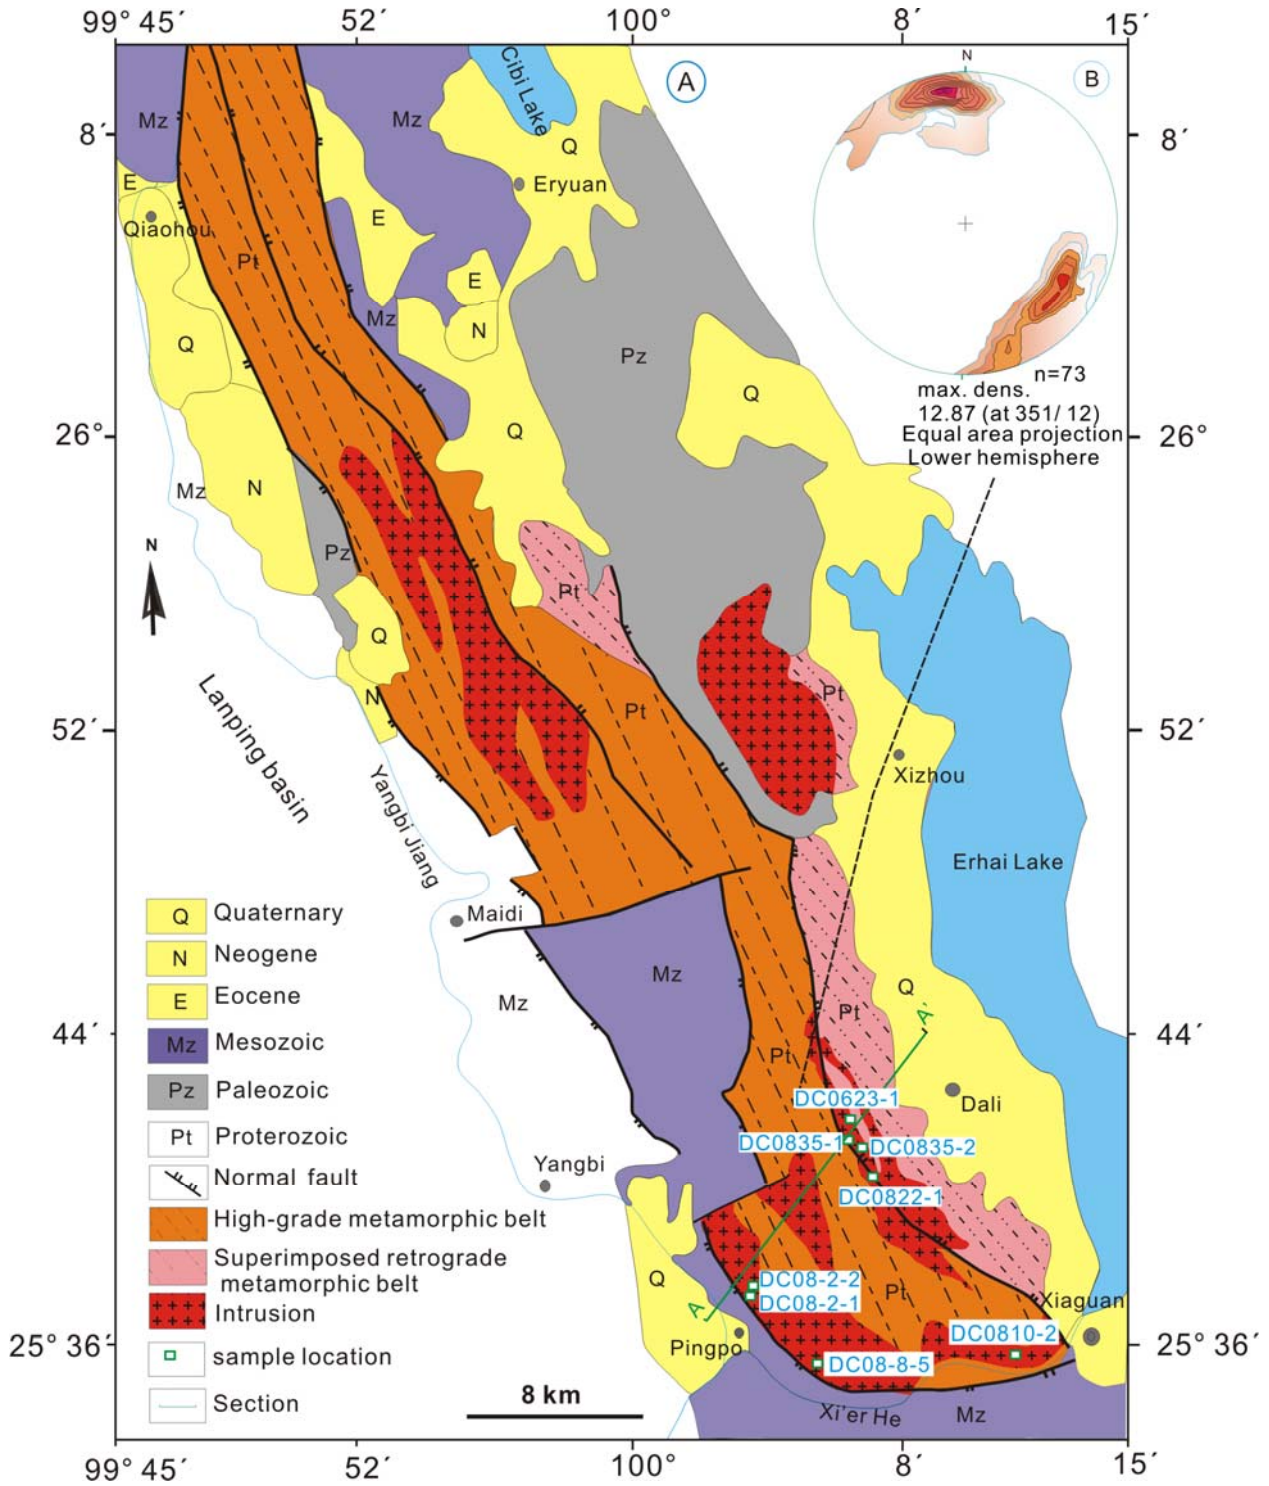 99° 45′ 52′ 100° 8′ 15′
N
A
B
Cibi Lake
Mz
Mz
8′
8′
Q
E
Eryuan
E
Qiaohou
Pt
E
Mz
N
Q
Pz
n=73
max. dens.
12.87 (at 351/ 12)
Equal area projection
Lower hemisphere
Q
Q
26°
26°
Mz
N
Pz
N
Pt
Q
Pt
N
Pt
52′
52′
Lanping basin
Xizhou
Yangbi Jiang
Erhai Lake
Maidi
Mz
Mz
Q
Pt
A′
44′
44′
Pt
DC0623-1
Dali
DC0835-1
DC0835-2
Yangbi
DC0822-1
Q
DC08-2-2
Pt
DC08-2-1
A
Xiaguan
Pingpo
DC0810-2
25° 36′
25° 36′
DC08-8-5
Xi'er He
Mz
8 km
Q Quaternary
N Neogene
E Eocene
Mz Mesozoic
Pz Paleozoic
Pt Proterozoic
Normal fault
High-grade metamorphic belt
Superimposed retrograde
metamorphic belt
Intrusion
sample location
Section
99° 45′ 52′ 100° 8′ 15′